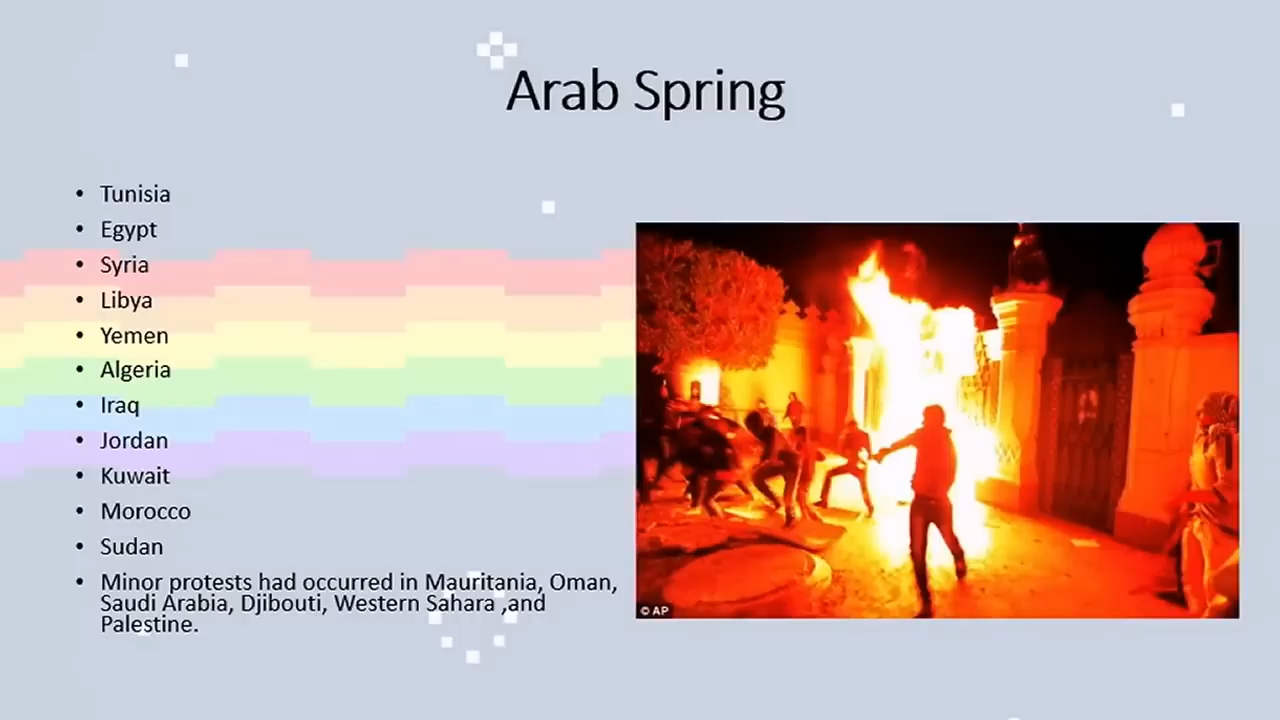 Arab Spring
• Tunisia
• Egypt
• Syria
• Libya
• Yemen
• Algeria
• Iraq
• Jordan
• Kuwait
• Morocco
• Sudan
• Minor protests had occurred in Mauritania, Oman,
Saudi Arabia, Djibouti, Western Sahara ,and
Palestine.
© AP